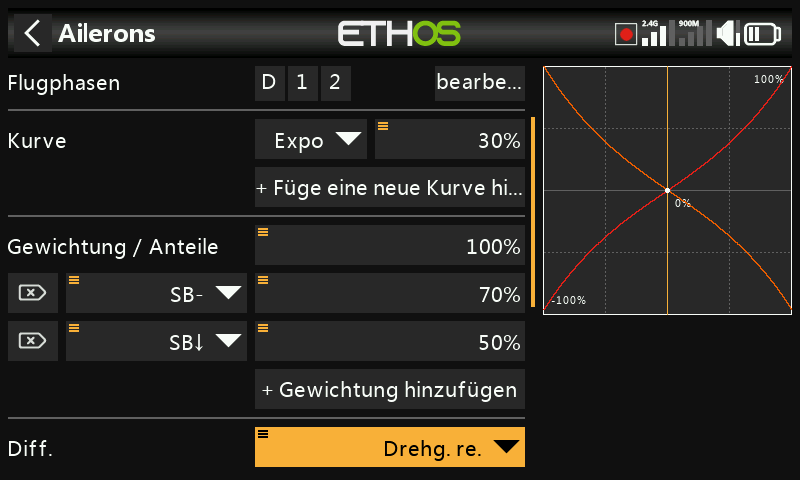 Ailerons
ETHOS
2.4G
900M
Flugphasen
D 1 2 bearbe...
Kurve
Expo 30%
+ Füge eine neue Kurve hi...
Gewichtung / Anteile 100%
SB- 70%
SB↓ 50%
+ Gewichtung hinzufügen
Diff. Drehg. re.
100%
0%
-100%